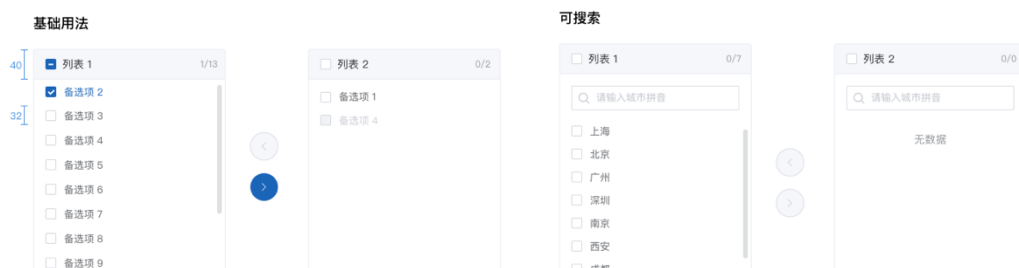 基础用法
40
列表 1
1/13
备选项 2
32
备选项 3
备选项 4
备选项 5
备选项 6
备选项 7
备选项 8
备选项 9
列表 2
0/2
备选项 1
备选项 4
可搜索
列表 1
0/7
请输入城市拼音
上海
北京
广州
深圳
南京
西安
列表 2
0/0
请输入城市拼音
无数据